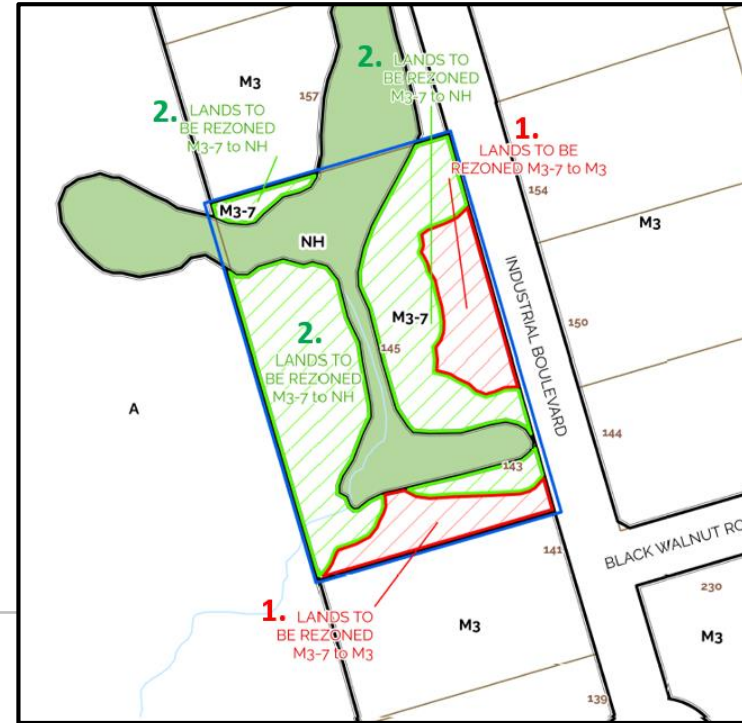 M3
157
2.
LANDS TO
BE REZONED
M3-7 to NH
2.
LANDS TO
BE REZONED
M3-7 to NH
1.
LANDS TO BE
REZONED M3-7 to M3
154
M3
M3-7
NH
INDUSTRIAL BOULEVARD
M3-7
145
150
2.
LANDS TO
BE REZONED
M3-7 to NH
A
144
143
141
BLACK WALNUT RO
230
1.
LANDS TO
BE REZONED
M3-7 to M3
M3
M3
139